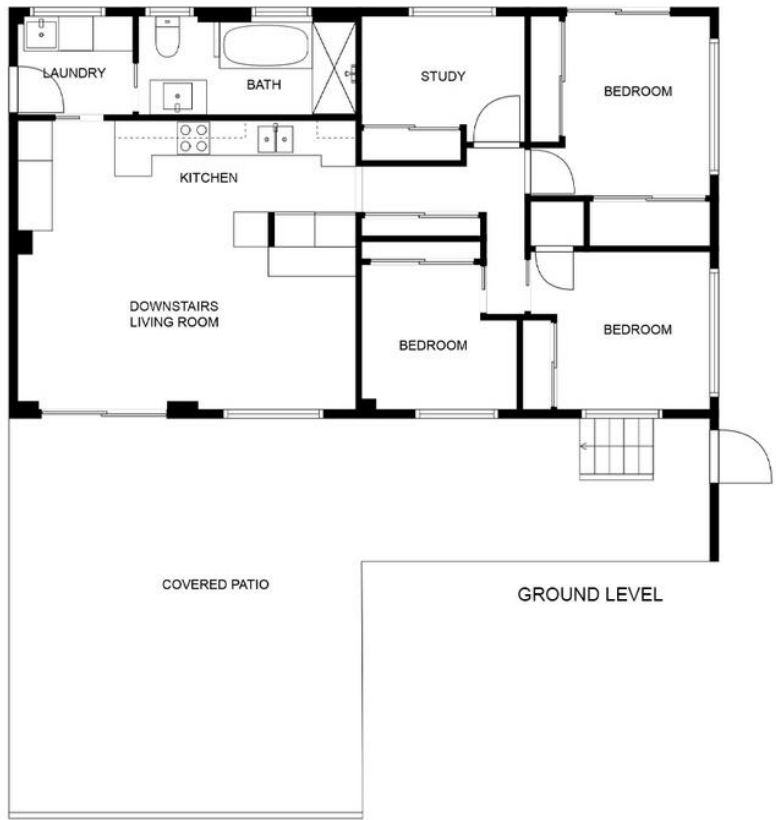 LAUNDRY
BATH
STUDY
BEDROOM
KITCHEN
DOWNSTAIRS
LIVING ROOM
BEDROOM
BEDROOM
COVERED PATIO
GROUND LEVEL